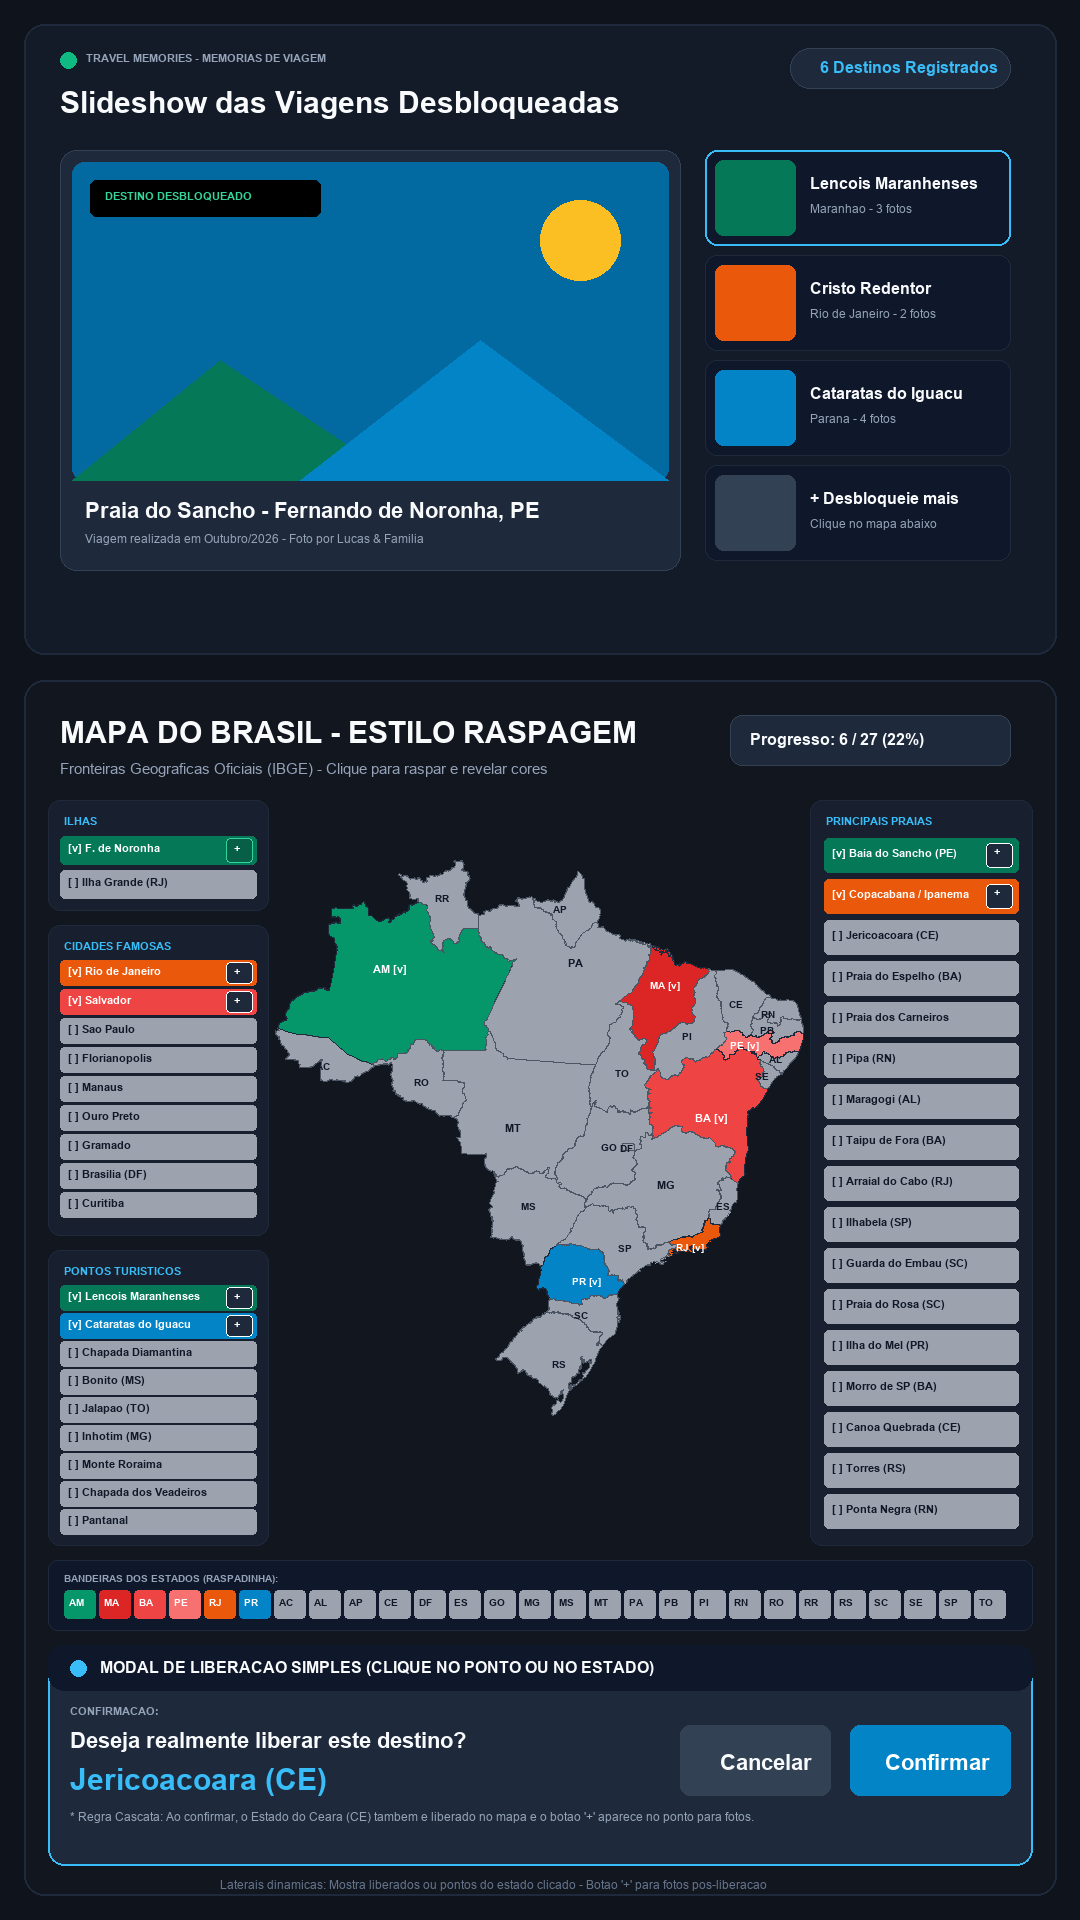 TRAVEL MEMORIES - MEMORIAS DE VIAGEM
6 Destinos Registrados
Slideshow das Viagens Desbloqueadas
DESTINO DESBLOQUEADO
Praia do Sancho - Fernando de Noronha, PE
Viagem realizada em Outubro/2026 - Foto por Lucas & Familia
Lencois Maranhenses
Maranhao - 3 fotos
Cristo Redentor
Rio de Janeiro - 2 fotos
Cataratas do Iguacu
Parana - 4 fotos
+ Desbloqueie mais
Clique no mapa abaixo
MAPA DO BRASIL - ESTILO RASPAGEM
Fronteiras Geograficas Oficiais (IBGE) - Clique para raspar e revelar cores
Progresso: 6 / 27 (22%)
ILHAS
[v] F. de Noronha +
[ ] Ilha Grande (RJ)
CIDADES FAMOSAS
[v] Rio de Janeiro +
[v] Salvador +
[ ] Sao Paulo
[ ] Florianopolis
[ ] Manaus
[ ] Ouro Preto
[ ] Gramado
[ ] Brasilia (DF)
[ ] Curitiba
PONTOS TURISTICOS
[v] Lencois Maranhenses +
[v] Cataratas do Iguacu +
[ ] Chapada Diamantina
[ ] Bonito (MS)
[ ] Jalapao (TO)
[ ] Inhotim (MG)
[ ] Monte Roraima
[ ] Chapada dos Veadeiros
[ ] Pantanal
RR
AP
AM [v]
PA
MA [v]
CE
RN
PB
PI
PE [v]
AL
SE
AC
RO
TO
MT
BA [v]
GO
DF
MG
MS
ES
SP
RJ [v]
PR [v]
SC
RS
PRINCIPAIS PRAIAS
[v] Baia do Sancho (PE) +
[v] Copacabana / Ipanema +
[ ] Jericoacoara (CE)
[ ] Praia do Espelho (BA)
[ ] Praia dos Carneiros
[ ] Pipa (RN)
[ ] Maragogi (AL)
[ ] Taipu de Fora (BA)
[ ] Arraial do Cabo (RJ)
[ ] Ilhabela (SP)
[ ] Guarda do Embau (SC)
[ ] Praia do Rosa (SC)
[ ] Ilha do Mel (PR)
[ ] Morro de SP (BA)
[ ] Canoa Quebrada (CE)
[ ] Torres (RS)
[ ] Ponta Negra (RN)
BANDEIRAS DOS ESTADOS (RASPADINHA):
AM MA BA PE RJ PR AC AL AP CE DF ES GO MG MS MT PA PB PI RN RO RR RS SC SE SP TO
MODAL DE LIBERACAO SIMPLES (CLIQUE NO PONTO OU NO ESTADO)
CONFIRMACAO:
Deseja realmente liberar este destino?
Jericoacoara (CE)
Cancelar
Confirmar
* Regra Cascata: Ao confirmar, o Estado do Ceara (CE) tambem e liberado no mapa e o botao '+' aparece no ponto para fotos.
Laterais dinamicas: Mostra liberados ou pontos do estado clicado - Botao '+' para fotos pos-liberacao